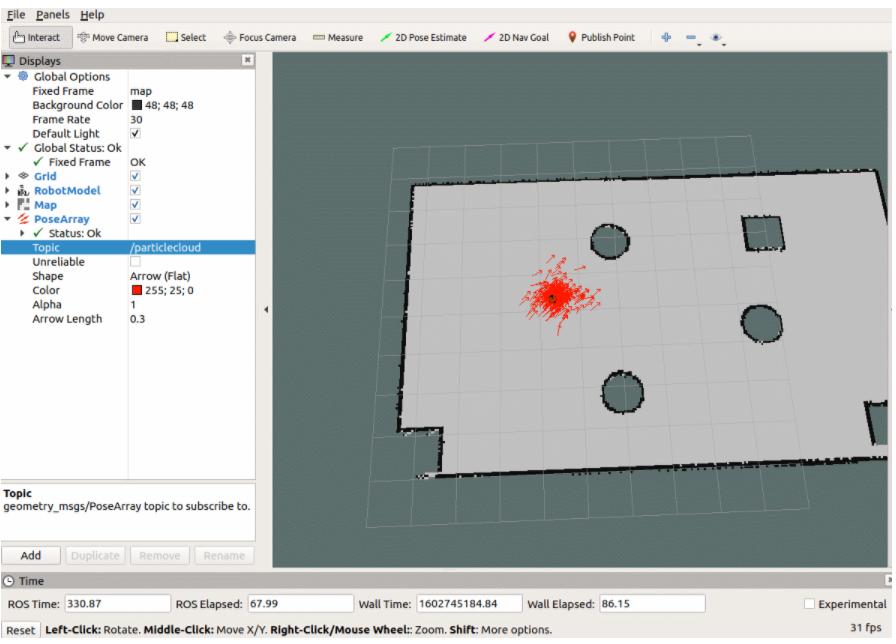 File Panels Help
Interact Move Camera Select Focus Camera Measure 2D Pose Estimate 2D Nav Goal Publish Point
Displays
Global Options
Fixed Frame map
Background Color 48; 48; 48
Frame Rate 30
Default Light
Global Status: Ok
Fixed Frame OK
Grid
RobotModel
Map
PoseArray
Status: Ok
Topic /particlecloud
Unreliable
Shape Arrow (Flat)
Color 255; 25; 0
Alpha 1
Arrow Length 0.3
Topic
geometry_msgs/PoseArray topic to subscribe to.
Add Duplicate Remove Rename
Time
ROS Time: 330.87 ROS Elapsed: 67.99 Wall Time: 1602745184.84 Wall Elapsed: 86.15 Experimental
Reset Left-Click: Rotate. Middle-Click: Move X/Y. Right-Click/Mouse Wheel:: Zoom. Shift: More options. 31 fps